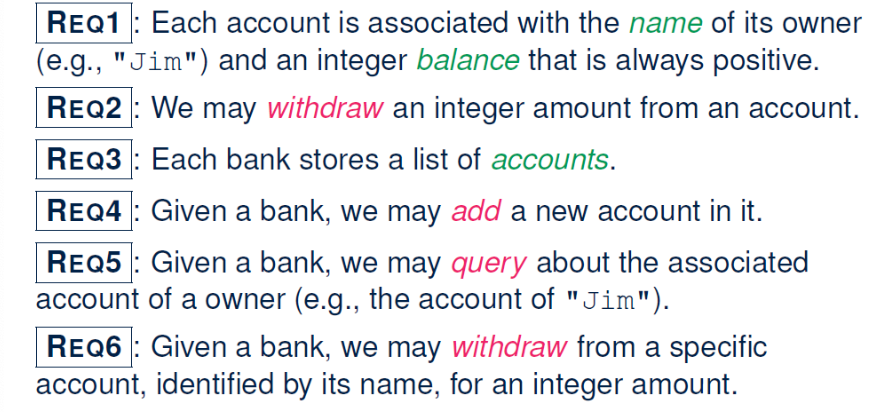 REQ1 : Each account is associated with the name of its owner
(e.g., "Jim") and an integer balance that is always positive.
REQ2 : We may withdraw an integer amount from an account.
REQ3 : Each bank stores a list of accounts.
REQ4 : Given a bank, we may add a new account in it.
REQ5 : Given a bank, we may query about the associated
account of a owner (e.g., the account of "Jim").
REQ6 : Given a bank, we may withdraw from a specific
account, identified by its name, for an integer amount.